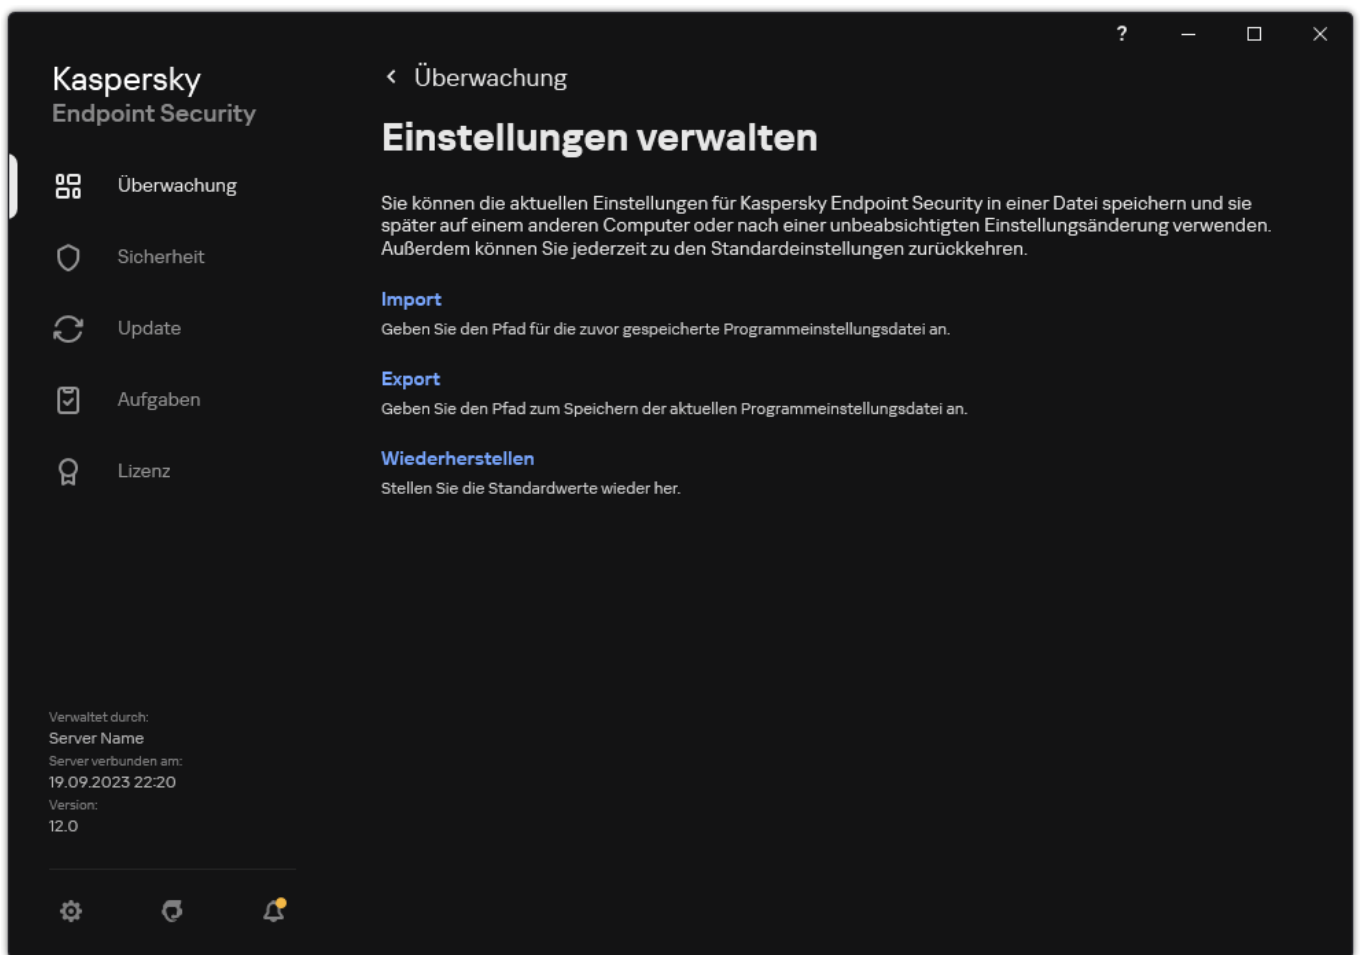 ?
Kaspersky
Endpoint Security
Überwachung
Sicherheit
Update
Aufgaben
Lizenz
Verwaltet durch:
Server Name
Server verbunden am:
19.09.2023 22:20
Version:
12.0
Überwachung
Einstellungen verwalten
Sie können die aktuellen Einstellungen für Kaspersky Endpoint Security in einer Datei speichern und sie
später auf einem anderen Computer oder nach einer unbeabsichtigten Einstellungsänderung verwenden.
Außerdem können Sie jederzeit zu den Standardeinstellungen zurückkehren.
Import
Geben Sie den Pfad für die zuvor gespeicherte Programmeinstellungsdatei an.
Export
Geben Sie den Pfad zum Speichern der aktuellen Programmeinstellungsdatei an.
Wiederherstellen
Stellen Sie die Standardwerte wieder her.